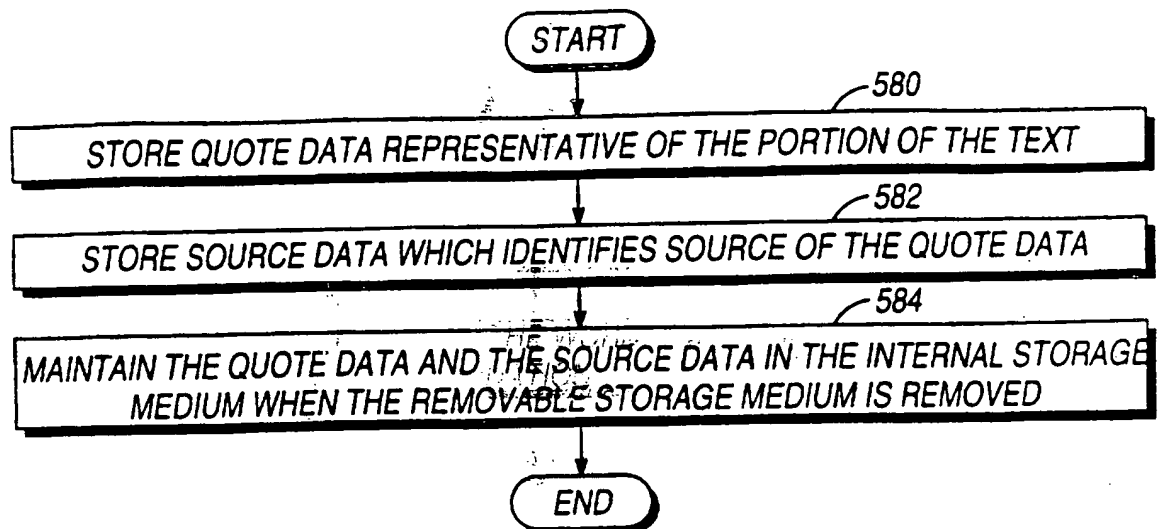 START
580
STORE QUOTE DATA REPRESENTATIVE OF THE PORTION OF THE TEXT
582
STORE SOURCE DATA WHICH IDENTIFIES SOURCE OF THE QUOTE DATA
584
MAINTAIN THE QUOTE DATA AND THE SOURCE DATA IN THE INTERNAL STORAGE
MEDIUM WHEN THE REMOVABLE STORAGE MEDIUM IS REMOVED
END